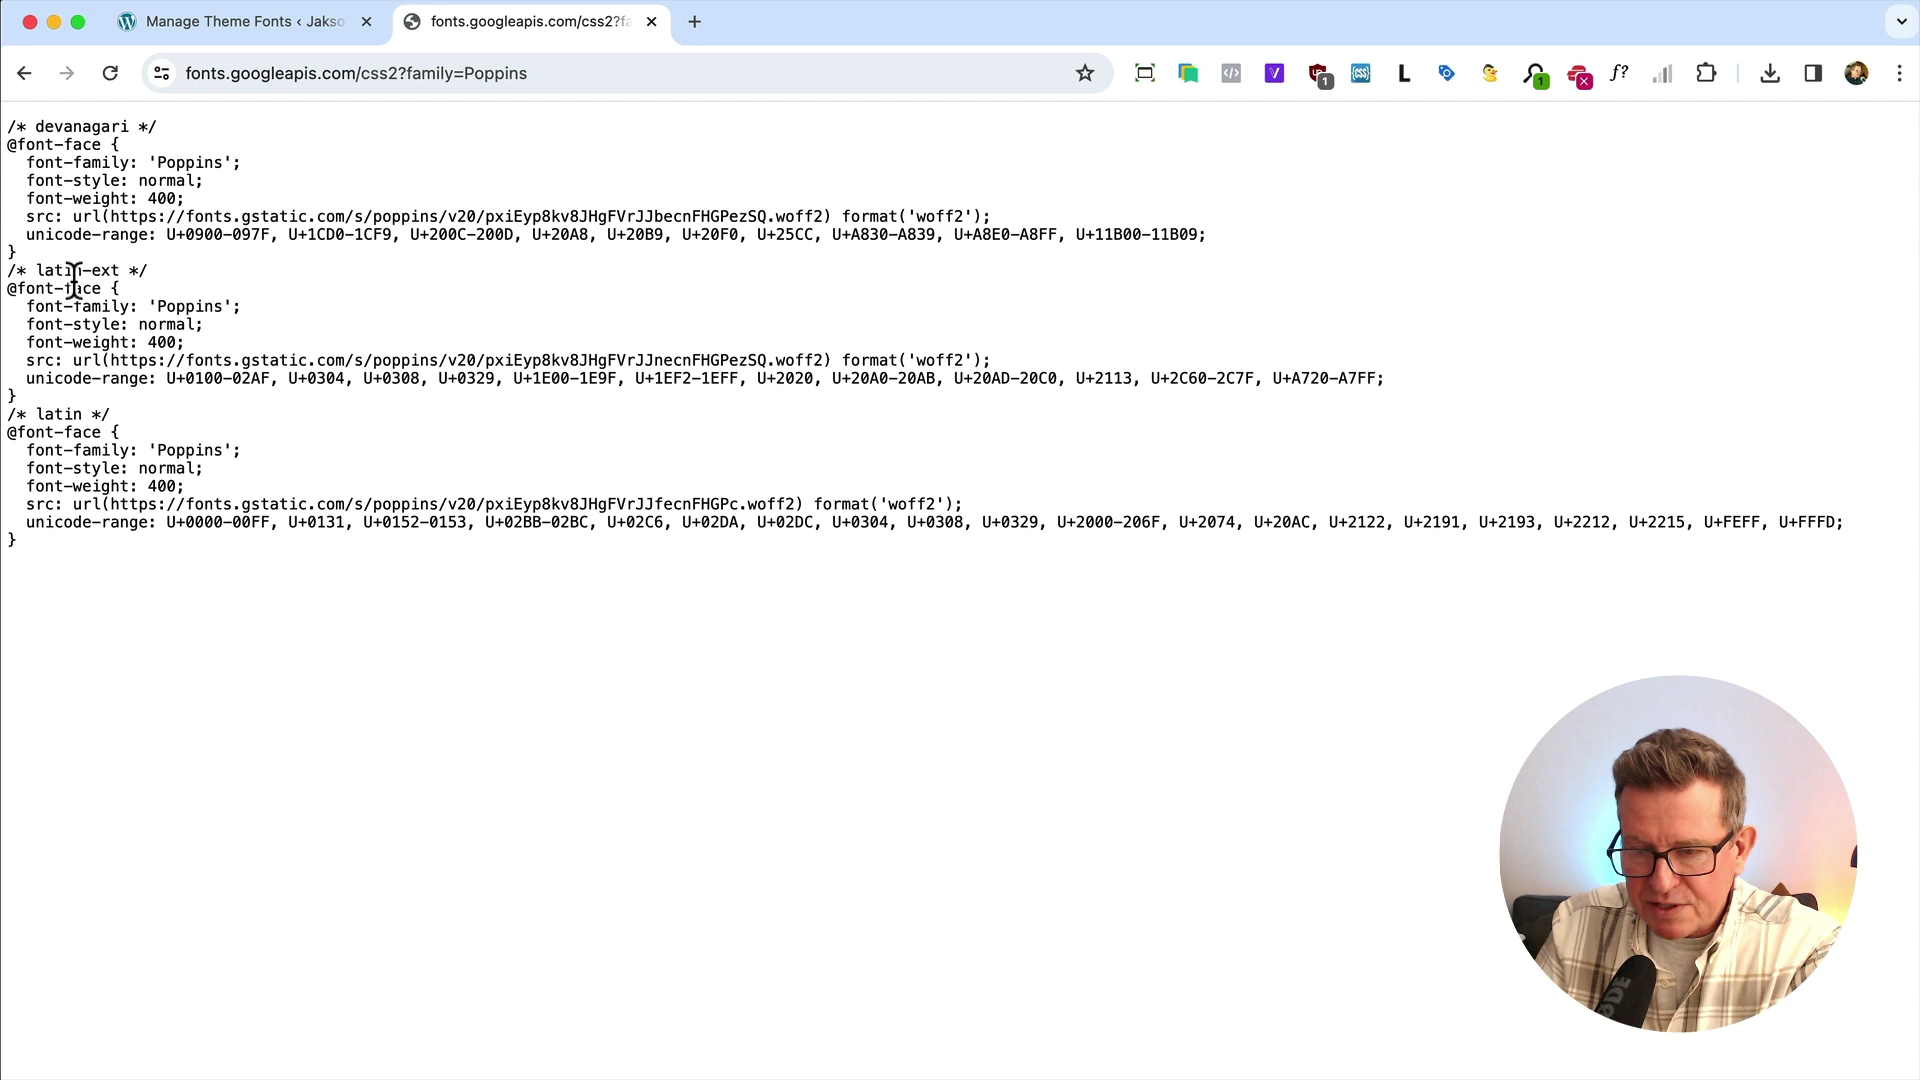 Manage Theme Fonts ‹ Jakso
fonts.googleapis.com/css2?fa
fonts.googleapis.com/css2?family=Poppins
/* devanagari */
@font-face {
  font-family: 'Poppins';
  font-style: normal;
  font-weight: 400;
  src: url(https://fonts.gstatic.com/s/poppins/v20/pxiEyp8kv8JHgFVrJJbecnFHGPezSQ.woff2) format('woff2');
  unicode-range: U+0900-097F, U+1CD0-1CF9, U+200C-200D, U+20A8, U+20B9, U+20F0, U+25CC, U+A830-A839, U+A8E0-A8FF, U+11B00-11B09;
}
/* latin-ext */
@font-face {
  font-family: 'Poppins';
  font-style: normal;
  font-weight: 400;
  src: url(https://fonts.gstatic.com/s/poppins/v20/pxiEyp8kv8JHgFVrJJnecnFHGPezSQ.woff2) format('woff2');
  unicode-range: U+0100-02AF, U+0304, U+0308, U+0329, U+1E00-1E9F, U+1EF2-1EFF, U+2020, U+20A0-20AB, U+20AD-20C0, U+2113, U+2C60-2C7F, U+A720-A7FF;
}
/* latin */
@font-face {
  font-family: 'Poppins';
  font-style: normal;
  font-weight: 400;
  src: url(https://fonts.gstatic.com/s/poppins/v20/pxiEyp8kv8JHgFVrJJfecnFHGPc.woff2) format('woff2');
  unicode-range: U+0000-00FF, U+0131, U+0152-0153, U+02BB-02BC, U+02C6, U+02DA, U+02DC, U+0304, U+0308, U+0329, U+2000-206F, U+2074, U+20AC, U+2122, U+2191, U+2193, U+2212, U+2215, U+FEFF, U+FFFD;
}